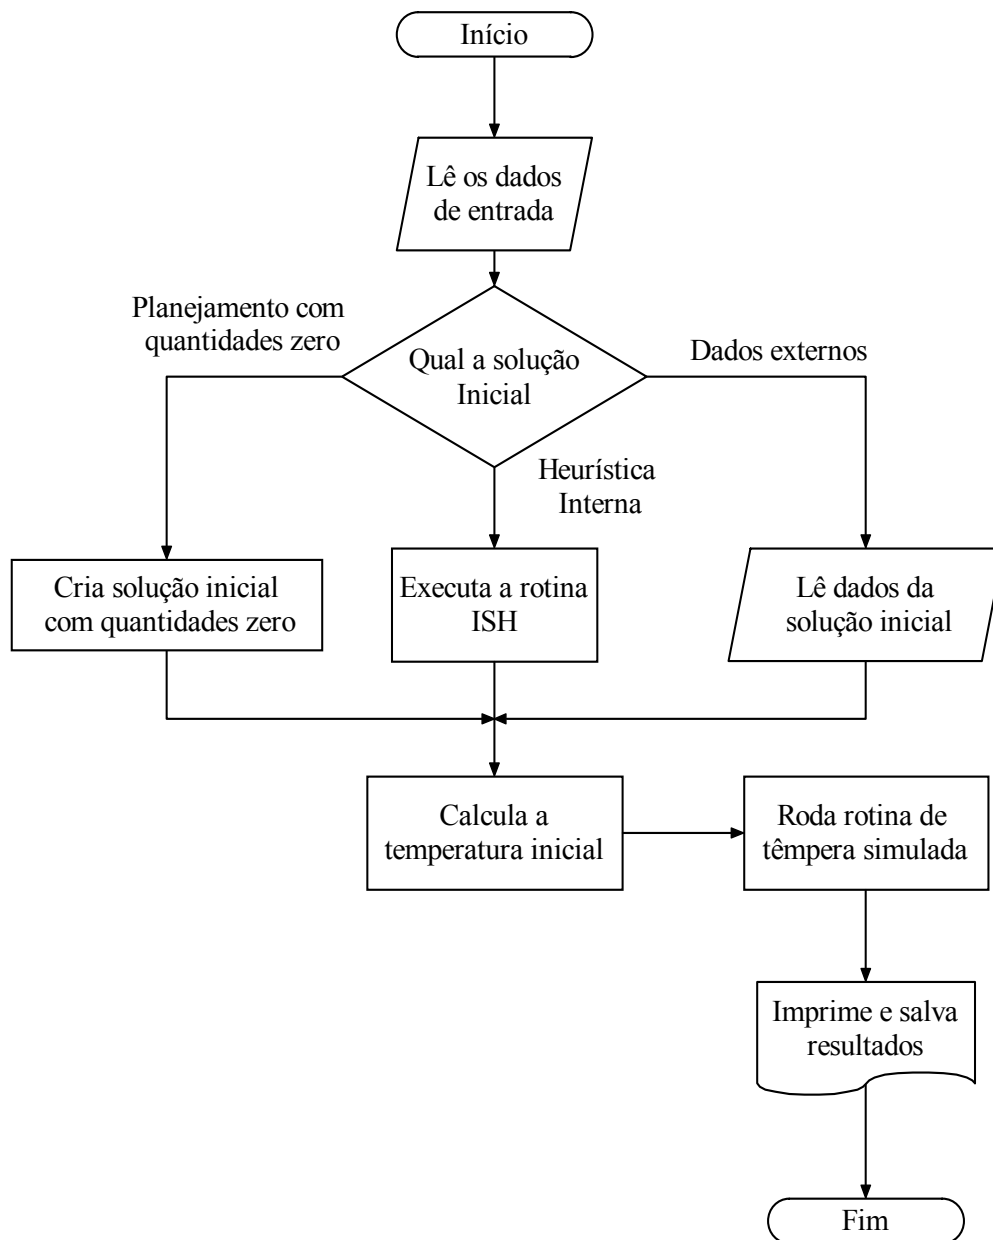 Início
Lê os dados
de entrada
Planejamento com
quantidades zero
Qual a solução
Inicial
Dados externos
Heurística
Interna
Cria solução inicial
com quantidades zero
Executa a rotina
ISH
Lê dados da
solução inicial
Calcula a
temperatura inicial
Roda rotina de
têmpera simulada
Imprime e salva
resultados
Fim